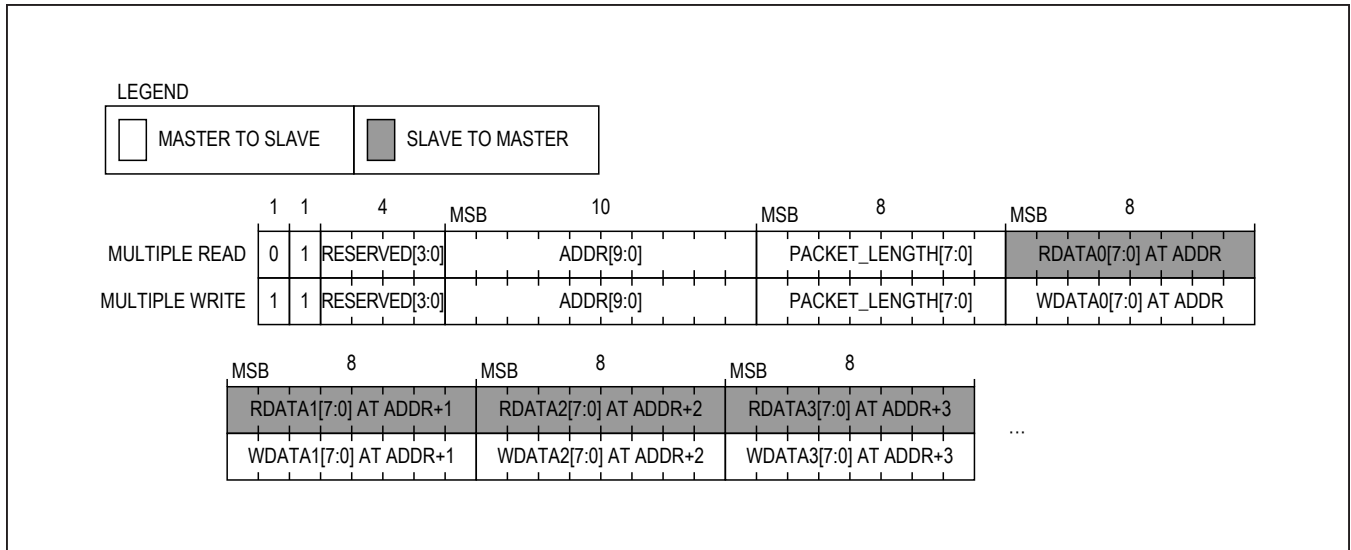 LEGEND
MASTER TO SLAVE SLAVE TO MASTER
1 1 4 MSB 10 MSB 8 MSB 8
MULTIPLE READ 0 1 RESERVED[3:0] ADDR[9:0] PACKET_LENGTH[7:0] RDATA0[7:0] AT ADDR
MULTIPLE WRITE 1 1 RESERVED[3:0] ADDR[9:0] PACKET_LENGTH[7:0] WDATA0[7:0] AT ADDR
MSB 8 MSB 8 MSB 8
RDATA1[7:0] AT ADDR+1 RDATA2[7:0] AT ADDR+2 RDATA3[7:0] AT ADDR+3
...
WDATA1[7:0] AT ADDR+1 WDATA2[7:0] AT ADDR+2 WDATA3[7:0] AT ADDR+3